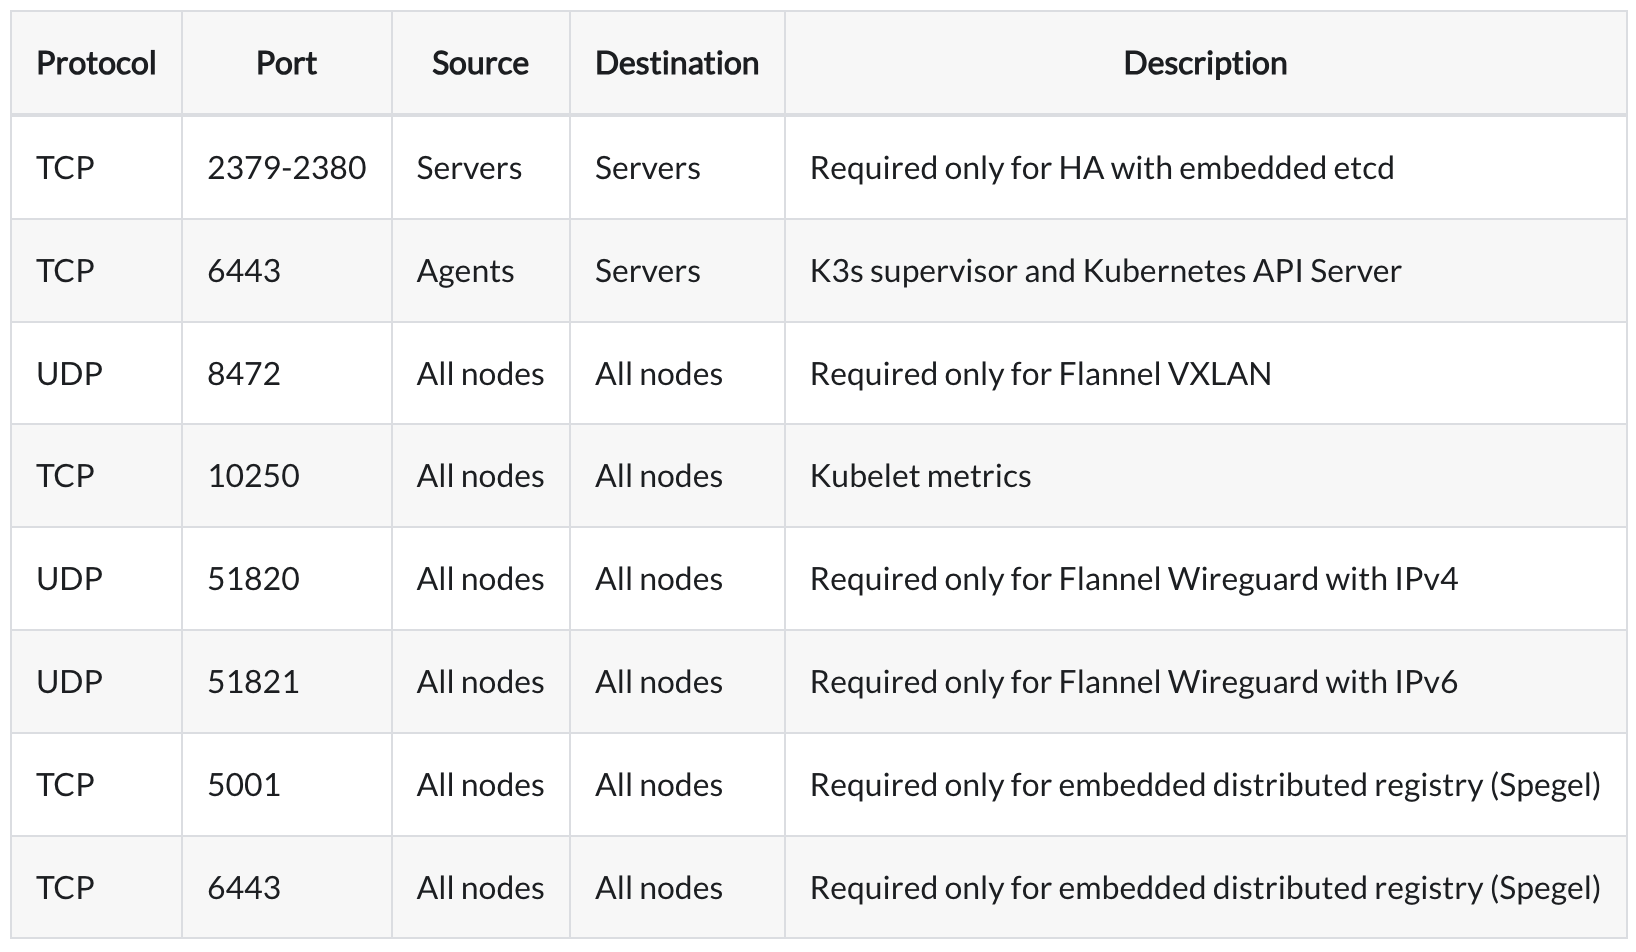 Protocol Port Source Destination Description
TCP 2379-2380 Servers Servers Required only for HA with embedded etcd
TCP 6443 Agents Servers K3s supervisor and Kubernetes API Server
UDP 8472 All nodes All nodes Required only for Flannel VXLAN
TCP 10250 All nodes All nodes Kubelet metrics
UDP 51820 All nodes All nodes Required only for Flannel Wireguard with IPv4
UDP 51821 All nodes All nodes Required only for Flannel Wireguard with IPv6
TCP 5001 All nodes All nodes Required only for embedded distributed registry (Spegel)
TCP 6443 All nodes All nodes Required only for embedded distributed registry (Spegel)